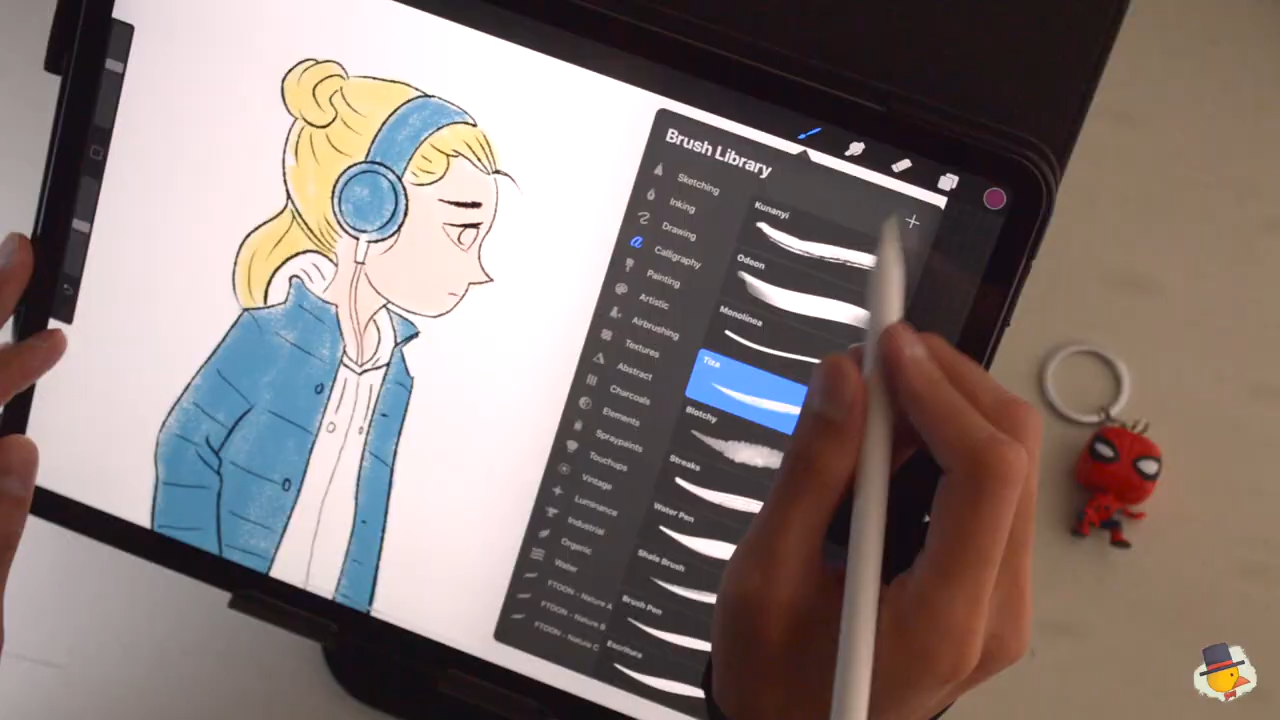 Brush Library
Sketching
Inking
Drawing
Calligraphy
Painting
Artistic
Airbrushing
Textures
Abstract
Charcoals
Elements
Spraypaints
Touchups
Vintage
Luminance
Industrial
Organic
Water
FTOON - Nature A
FTOON - Nature B
FTOON - Nature C
Kunanyi
Odeon
Monolinea
Tiza
Blotchy
Streaks
Water Pen
Shale Brush
Brush Pen
Escritura